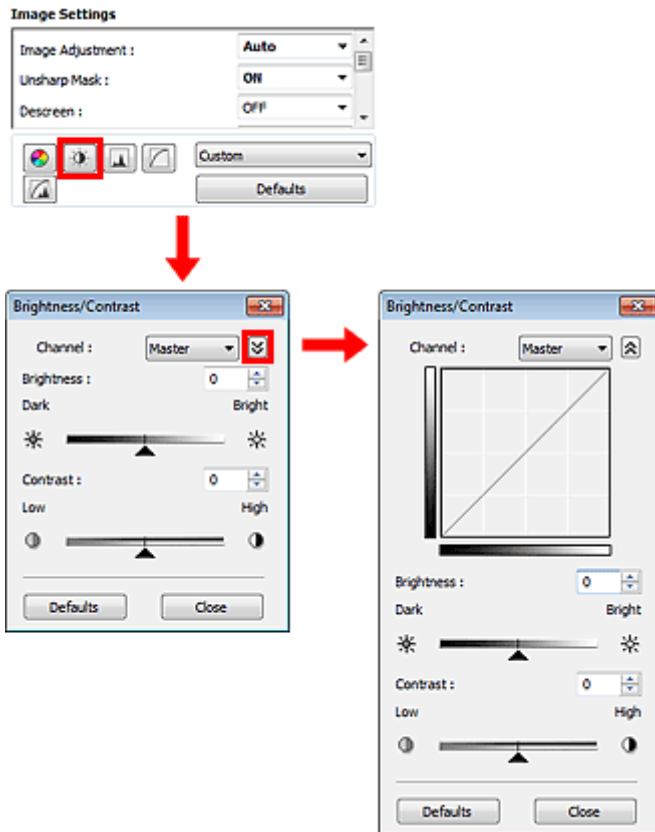 Image Settings
Image Adjustment : Auto
Unsharp Mask : ON
Descreen : OFF
Custom
Defaults
Brightness/Contrast
Channel : Master
Brightness : 0
Dark Bright
Contrast : 0
Low High
Defaults Close
Brightness/Contrast
Channel : Master
Brightness : 0
Dark Bright
Contrast : 0
Low High
Defaults Close